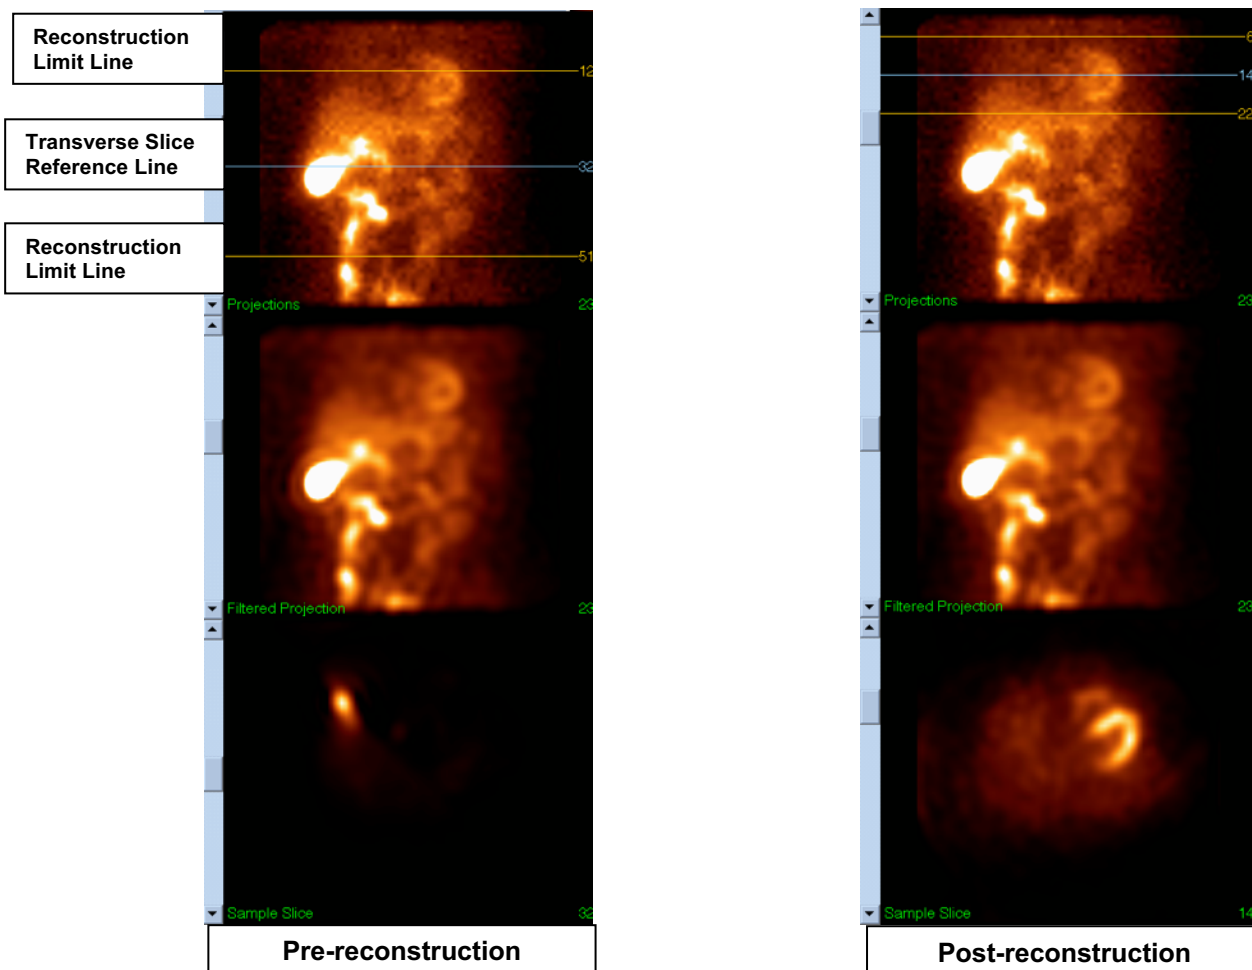 Reconstruction
Limit Line
12
Transverse Slice
Reference Line
32
Reconstruction
Limit Line
51
Projections 23
Filtered Projection 23
Sample Slice 32
Pre-reconstruction
6
14
22
Projections 23
Filtered Projection 23
Sample Slice 14
Post-reconstruction